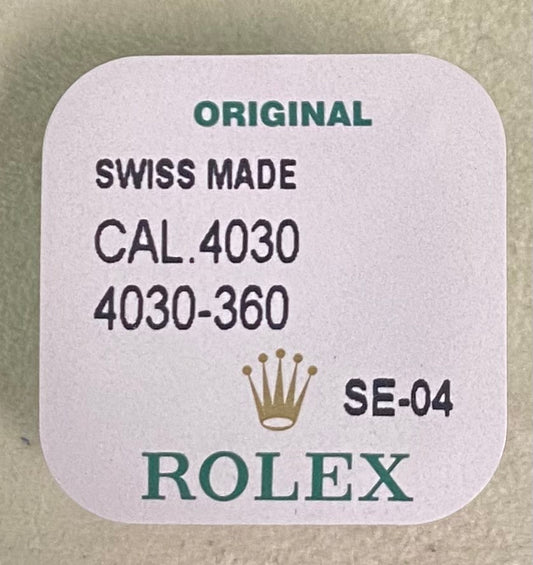 ORIGINAL
SWISS MADE
CAL.4030
4030-360
SE-04
ROLEX